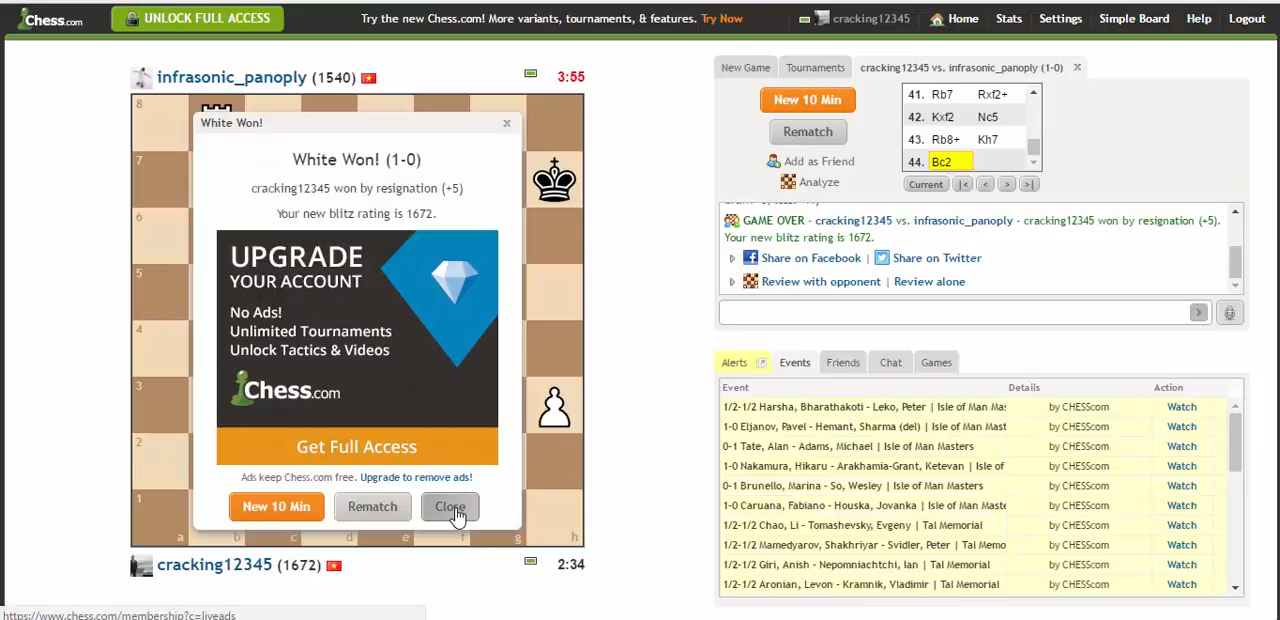 Chess.com
UNLOCK FULL ACCESS
Try the new Chess.com! More variants, tournaments, & features. Try Now
cracking12345 Home Stats Settings Simple Board Help Logout
infrasonic_panoply (1540) 3:55
8
7
6
5
4
3
2
1
a b c d e f g h
White Won! x
White Won! (1-0)
cracking12345 won by resignation (+5)
Your new blitz rating is 1672.
UPGRADE
YOUR ACCOUNT
No Ads!
Unlimited Tournaments
Unlock Tactics & Videos
Chess.com
Get Full Access
Ads keep Chess.com free. Upgrade to remove ads!
New 10 Min Rematch Close
cracking12345 (1672) 2:34
https://www.chess.com/membership?c=liveads
New Game Tournaments cracking12345 vs. infrasonic_panoply (1-0) x
New 10 Min
Rematch
Add as Friend
Analyze
41. Rb7 Rxf2+
42. Kxf2 Nc5
43. Rb8+ Kh7
44. Bc2
Current |< < > >|
GAME OVER - cracking12345 vs. infrasonic_panoply - cracking12345 won by resignation (+5).
Your new blitz rating is 1672.
Share on Facebook | Share on Twitter
Review with opponent | Review alone
Alerts Events Friends Chat Games
Event Details Action
1/2-1/2 Harsha, Bharathakoti - Leko, Peter | Isle of Man Mas by CHESScom Watch
1-0 Eljanov, Pavel - Hemant, Sharma (del) | Isle of Man Mast by CHESScom Watch
0-1 Tate, Alan - Adams, Michael | Isle of Man Masters by CHESScom Watch
1-0 Nakamura, Hikaru - Arakhamia-Grant, Ketevan | Isle of by CHESScom Watch
0-1 Brunello, Marina - So, Wesley | Isle of Man Masters by CHESScom Watch
1-0 Caruana, Fabiano - Houska, Jovanka | Isle of Man Mas by CHESScom Watch
1/2-1/2 Chao, Li - Tomashevsky, Evgeny | Tal Memorial by CHESScom Watch
1/2-1/2 Mamedyarov, Shakhriyar - Svidler, Peter | Tal Memo by CHESScom Watch
1/2-1/2 Giri, Anish - Nepomniachtchi, Ian | Tal Memorial by CHESScom Watch
1/2-1/2 Aronian, Levon - Kramnik, Vladimir | Tal Memorial by CHESScom Watch